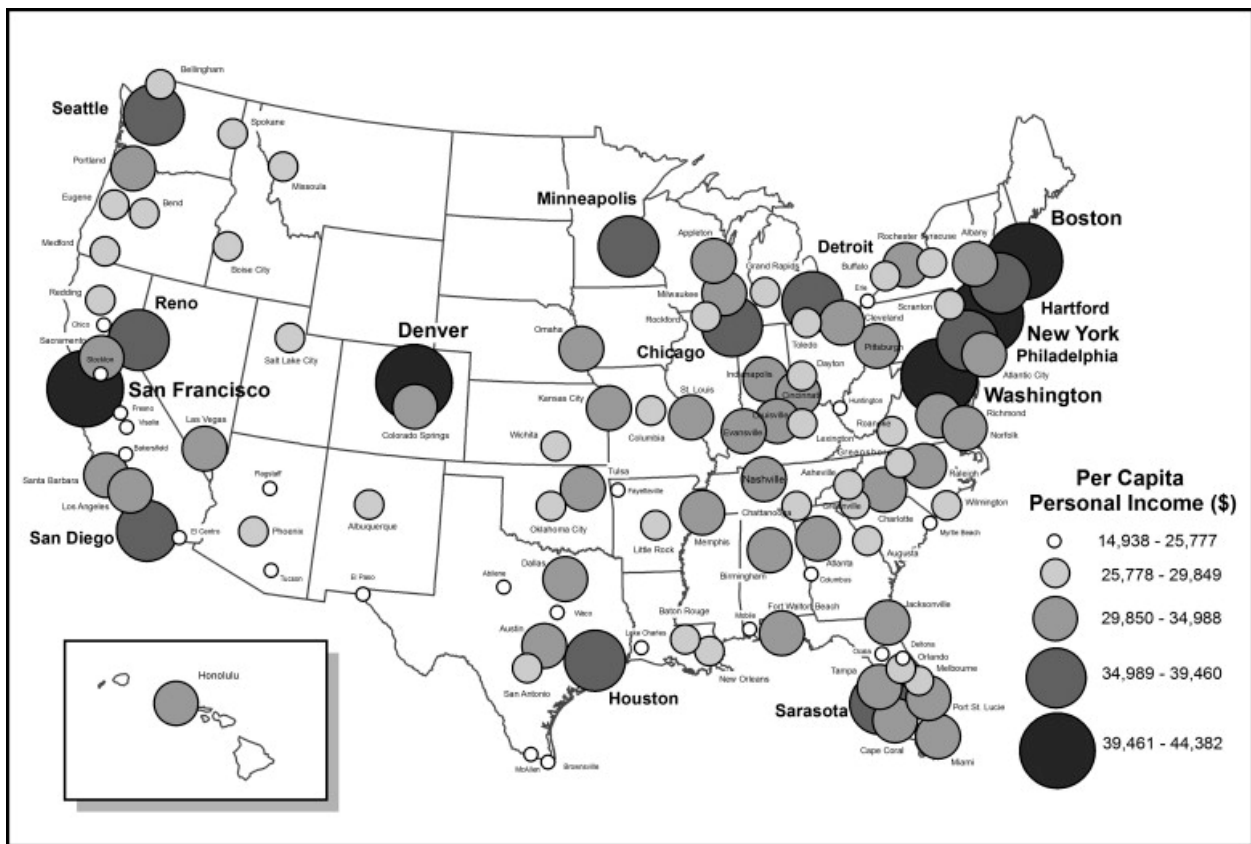 Bellingham
Seattle
Spokane
Portland
Missoula
Eugene
Bend
Medford
Boise City
Redding
Chico
Reno
Sacramento
Stockton
San Francisco
Salt Lake City
Denver
Colorado Springs
Fresno
Las Vegas
Bakersfield
Santa Barbara
Los Angeles
San Diego
El Centro
Flagstaff
Phoenix
Tucson
Albuquerque
El Paso
Minneapolis
Appleton
Milwaukee
Rockford
Chicago
Grand Rapids
Detroit
Toledo
Cleveland
Omaha
Kansas City
Columbia
St. Louis
Wichita
Indianapolis
Dayton
Cincinnati
Louisville
Evansville
Lexington
Huntington
Pittsburgh
Erie
Buffalo
Rochester
Syracuse
Albany
Scranton
Boston
Hartford
New York
Philadelphia
Atlantic City
Washington
Richmond
Norfolk
Roanoke
Greensboro
Raleigh
Asheville
Greenville
Charlotte
Wilmington
Myrtle Beach
Augusta
Tulsa
Fayetteville
Oklahoma City
Little Rock
Memphis
Nashville
Chattanooga
Birmingham
Atlanta
Columbus
Dallas
Abilene
Waco
Austin
San Antonio
Houston
McAllen
Brownsville
Lake Charles
Baton Rouge
New Orleans
Mobile
Fort Walton Beach
Jacksonville
Ocala
Deltona
Orlando
Melbourne
Tampa
Sarasota
Port St. Lucie
Cape Coral
Miami
Honolulu
Per Capita
Personal Income ($)
14,938 - 25,777
25,778 - 29,849
29,850 - 34,988
34,989 - 39,460
39,461 - 44,382